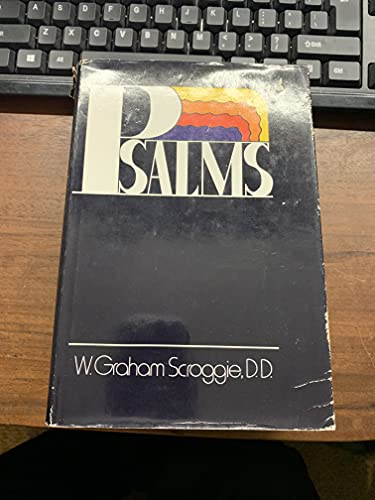 PSALMS
W. Graham Scroggie, D.D.